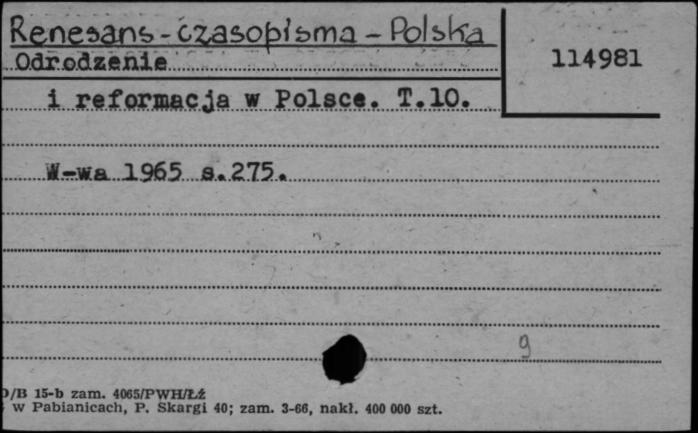 Renesans - czasopisma - Polska
Odrodzenie
114981
i reformacja w Polsce. T.10.
W-wa 1965 s.275.
9
/B 15-b zam. 4065/PWH/Łź
w Pabianicach, P. Skargi 40; zam. 3-66, nakł. 400 000 szt.